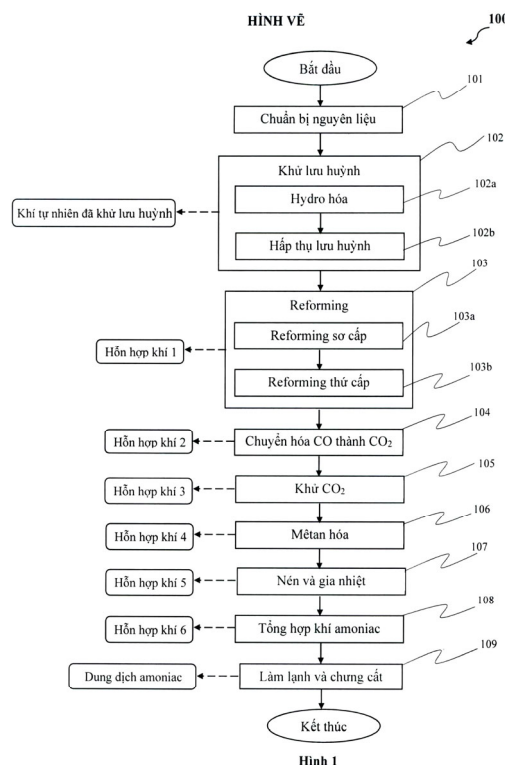 HÌNH VẼ
100
Bắt đầu
101
Chuẩn bị nguyên liệu
102
Khử lưu huỳnh
102a
Hydro hóa
Khí tự nhiên đã khử lưu huỳnh
102b
Hấp thụ lưu huỳnh
103
Reforming
103a
Reforming sơ cấp
Hỗn hợp khí 1
103b
Reforming thứ cấp
104
Hỗn hợp khí 2
Chuyển hóa CO thành CO₂
105
Hỗn hợp khí 3
Khử CO₂
106
Hỗn hợp khí 4
Mêtan hóa
107
Hỗn hợp khí 5
Nén và gia nhiệt
108
Hỗn hợp khí 6
Tổng hợp khí amoniac
109
Dung dịch amoniac
Làm lạnh và chưng cất
Kết thúc
Hình 1